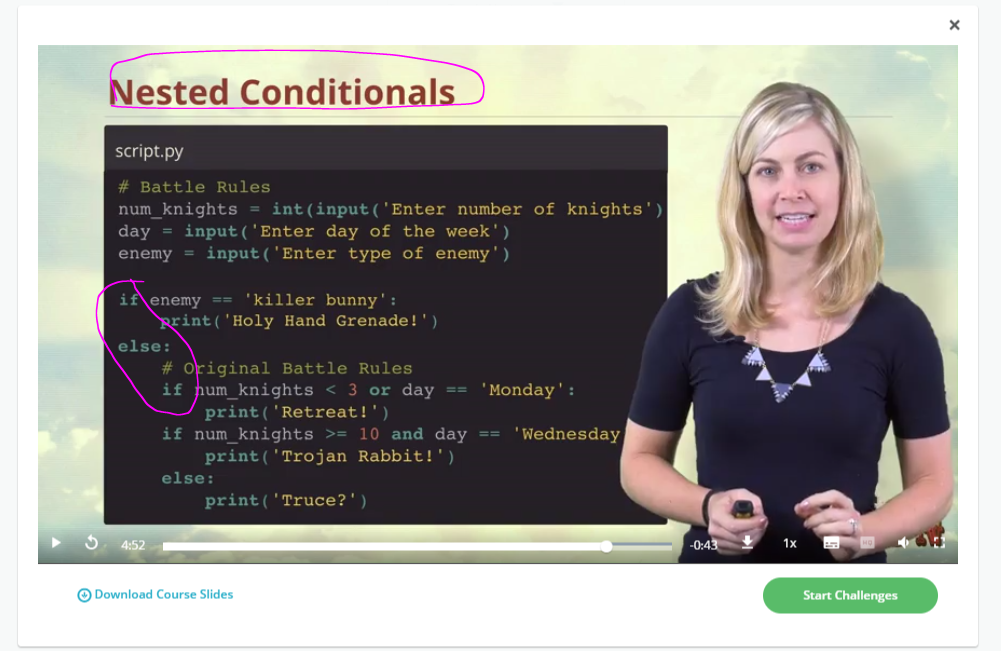 ×
Nested Conditionals
script.py
# Battle Rules
num_knights = int(input('Enter number of knights')
day = input('Enter day of the week')
enemy = input('Enter type of enemy')
if enemy == 'killer bunny':
print('Holy Hand Grenade!')
else:
# Original Battle Rules
if num_knights < 3 or day == 'Monday':
print('Retreat!')
if num_knights >= 10 and day == 'Wednesday
print('Trojan Rabbit!')
else:
print('Truce?')
4:52
-0:43
1x
HD
Download Course Slides
Start Challenges